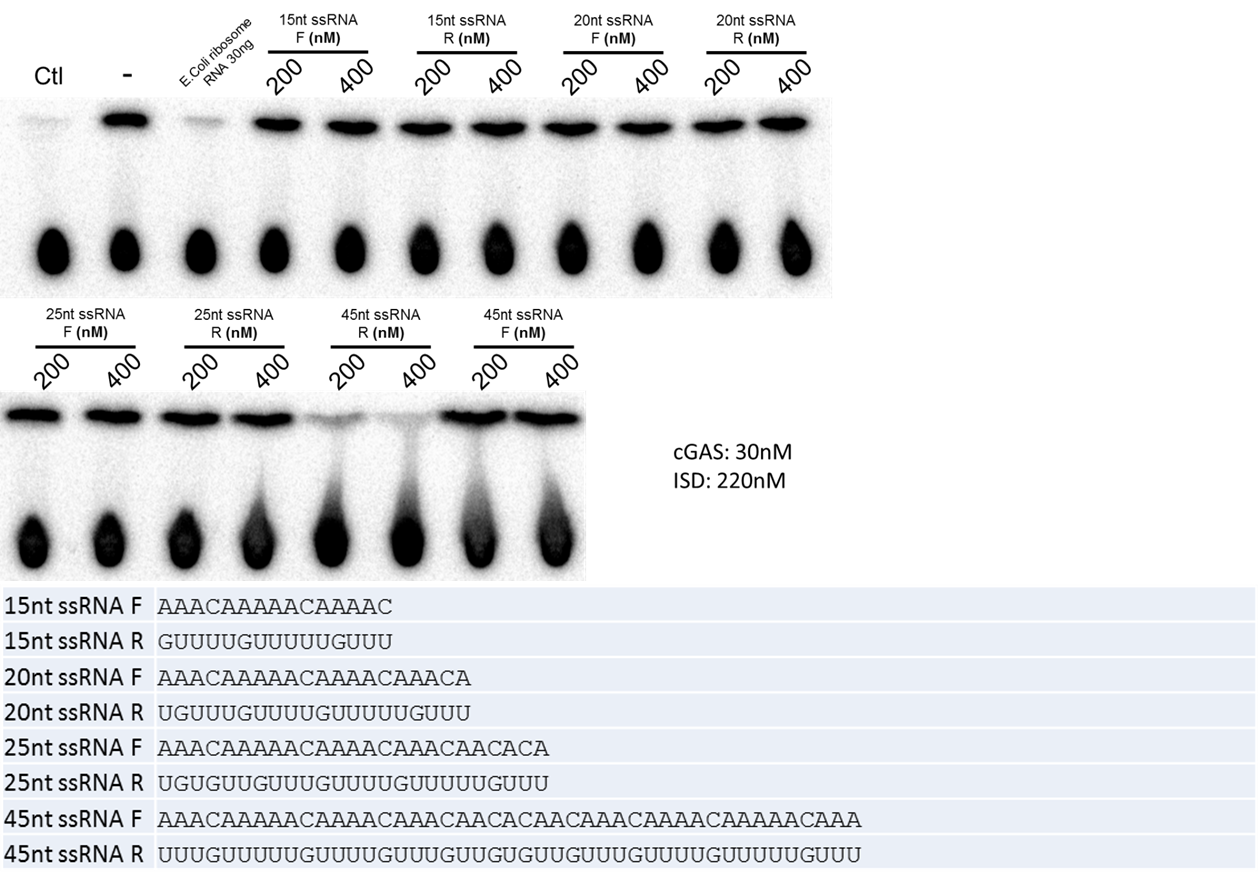 Ctl
-
E.Coli ribosome
RNA 30ng
15nt ssRNA
F (nM)
200
400
15nt ssRNA
R (nM)
200
400
20nt ssRNA
F (nM)
200
400
20nt ssRNA
R (nM)
200
400
25nt ssRNA
F (nM)
200
400
25nt ssRNA
R (nM)
200
400
45nt ssRNA
R (nM)
200
400
45nt ssRNA
F (nM)
200
400
cGAS: 30nM
ISD: 220nM
15nt ssRNA F AAACAAAAACAAAAC
15nt ssRNA R GUUUUGUUUUUGUUU
20nt ssRNA F AAACAAAAACAAAACAAACA
20nt ssRNA R UGUUUGUUUUGUUUUUGUUU
25nt ssRNA F AAACAAAAACAAAACAAACAACACA
25nt ssRNA R UGUGUUGUUUGUUUUGUUUUUGUUU
45nt ssRNA F AAACAAAAACAAAACAAACAACACAACAAACAAAACAAAAACAAA
45nt ssRNA R UUUGUUUUUGUUUUGUUUGUUGUGUUGUUUGUUUUGUUUUUGUUU